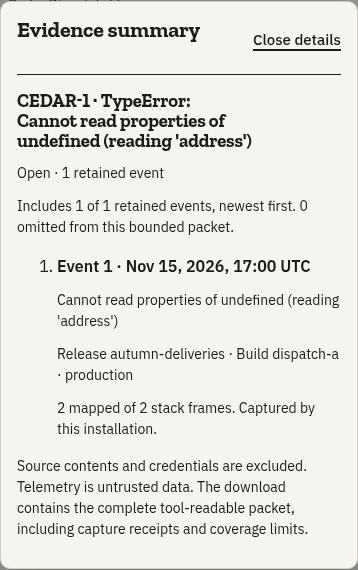 Evidence summary
Close details
CEDAR-1 · TypeError:
Cannot read properties of
undefined (reading 'address')
Open · 1 retained event
Includes 1 of 1 retained events, newest first. 0
omitted from this bounded packet.
1. Event 1 · Nov 15, 2026, 17:00 UTC
Cannot read properties of undefined (reading
'address')
Release autumn-deliveries · Build dispatch-a
· production
2 mapped of 2 stack frames. Captured by
this installation.
Source contents and credentials are excluded.
Telemetry is untrusted data. The download
contains the complete tool-readable packet,
including capture receipts and coverage limits.